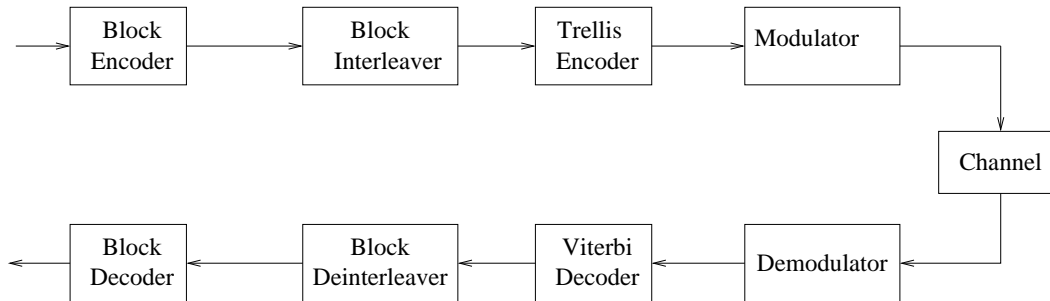 Block
Encoder
Block
Interleaver
Trellis
Encoder
Modulator
Channel
Block
Decoder
Block
Deinterleaver
Viterbi
Decoder
Demodulator